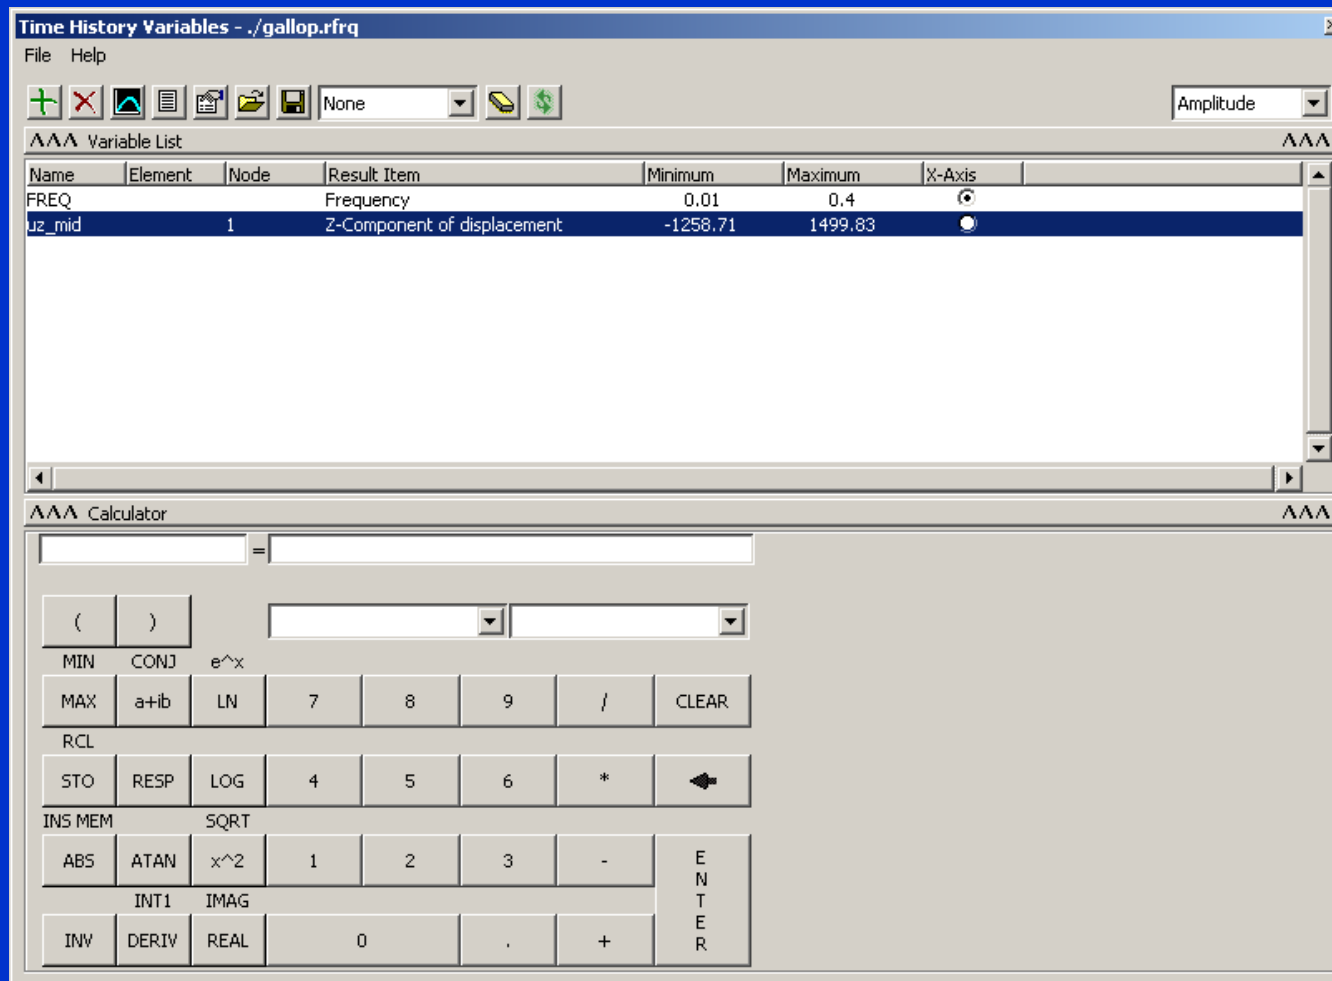 Time History Variables - ./gallop.rfrq
File Help
None Amplitude
ΛΛΛ Variable List ΛΛΛ
Name Element Node Result Item Minimum Maximum X-Axis
FREQ Frequency 0.01 0.4
uz_mid 1 Z-Component of displacement -1258.71 1499.83
ΛΛΛ Calculator ΛΛΛ
=
( )
MIN CONJ e^x
MAX a+ib LN 7 8 9 / CLEAR
RCL
STO RESP LOG 4 5 6 *
INS MEM SQRT
ABS ATAN x^2 1 2 3 - ENTER
INT1 IMAG
INV DERIV REAL 0 . +